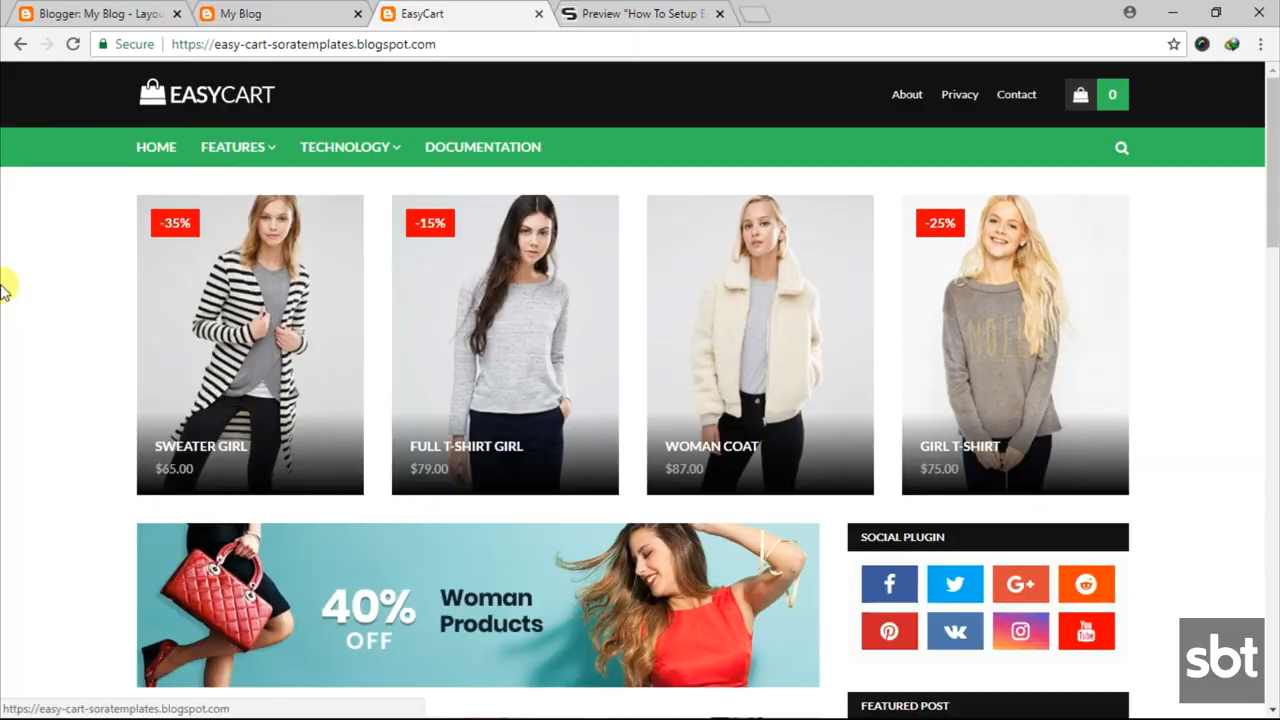 Blogger: My Blog - Layou
My Blog
EasyCart
Preview "How To Setup E
Secure
https://easy-cart-soratemplates.blogspot.com
EASYCART
About
Privacy
Contact
0
HOME
FEATURES
TECHNOLOGY
DOCUMENTATION
-35%
-15%
-25%
NOËL
SWEATER GIRL
FULL T-SHIRT GIRL
WOMAN COAT
GIRL T-SHIRT
$65.00
$79.00
$87.00
$75.00
40%
OFF
Woman
Products
SOCIAL PLUGIN
G+
You
Tube
sbt
FEATURED POST
https://easy-cart-soratemplates.blogspot.com